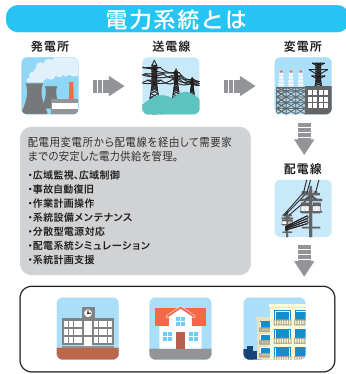 電力系統とは
発電所
送電線
変電所
配電用変電所から配電線を経由して需要家
までの安定した電力供給を管理。
・広域監視、広域制御
・事故自動復旧
・作業計画操作
・系統設備メンテナンス
・分散型電源対応
・配電系統シミュレーション
・系統計画支援
配電線